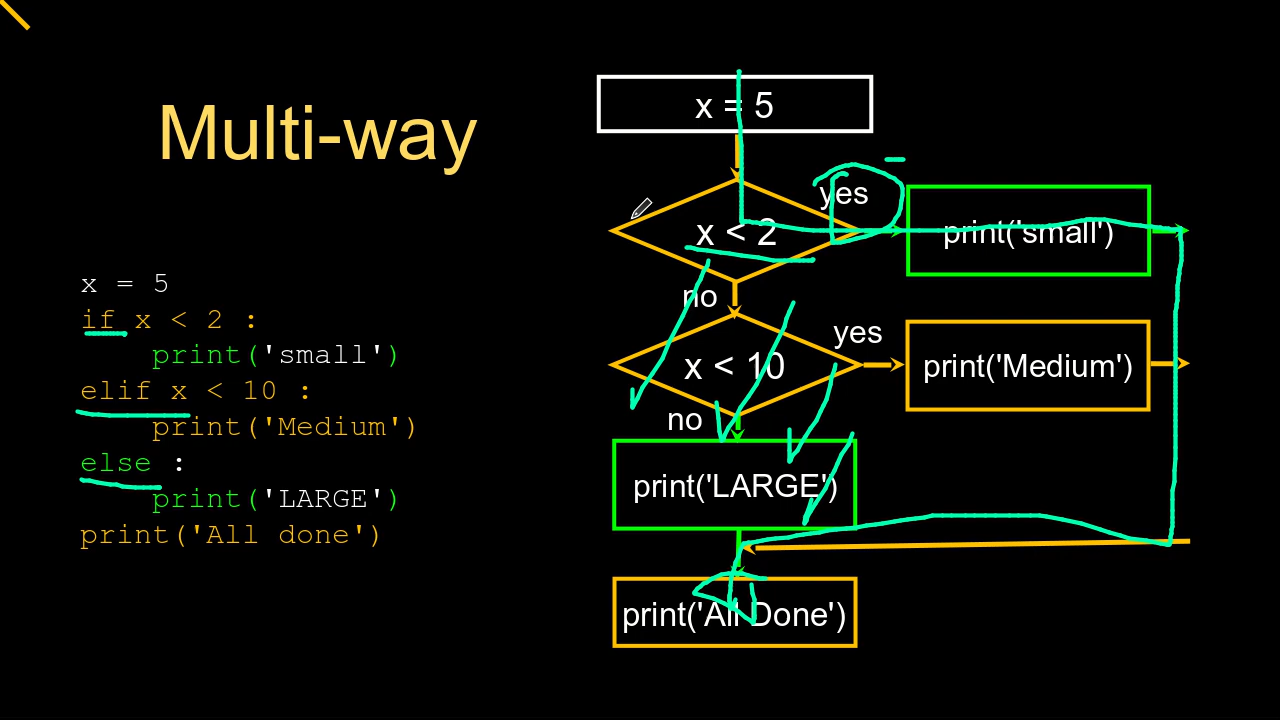 Multi-way
x = 5
if x < 2 :
    print('small')
elif x < 10 :
    print('Medium')
else :
    print('LARGE')
print('All done')
x = 5
yes
x < 2
print('small')
no
yes
x < 10
print('Medium')
no
print('LARGE')
print('All Done')